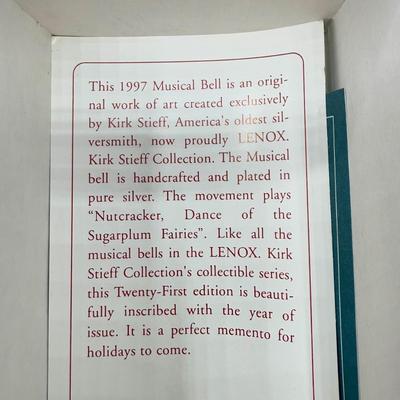 This 1997 Musical Bell is an origi-
nal work of art created exclusively
by Kirk Stieff, America's oldest sil-
versmith, now proudly LENOX.
Kirk Stieff Collection. The Musical
bell is handcrafted and plated in
pure silver. The movement plays
“Nutcracker, Dance of the
Sugarplum Fairies”. Like all the
musical bells in the LENOX. Kirk
Stieff Collection's collectible series,
this Twenty-First edition is beauti-
fully inscribed with the year of
issue. It is a perfect memento for
holidays to come.